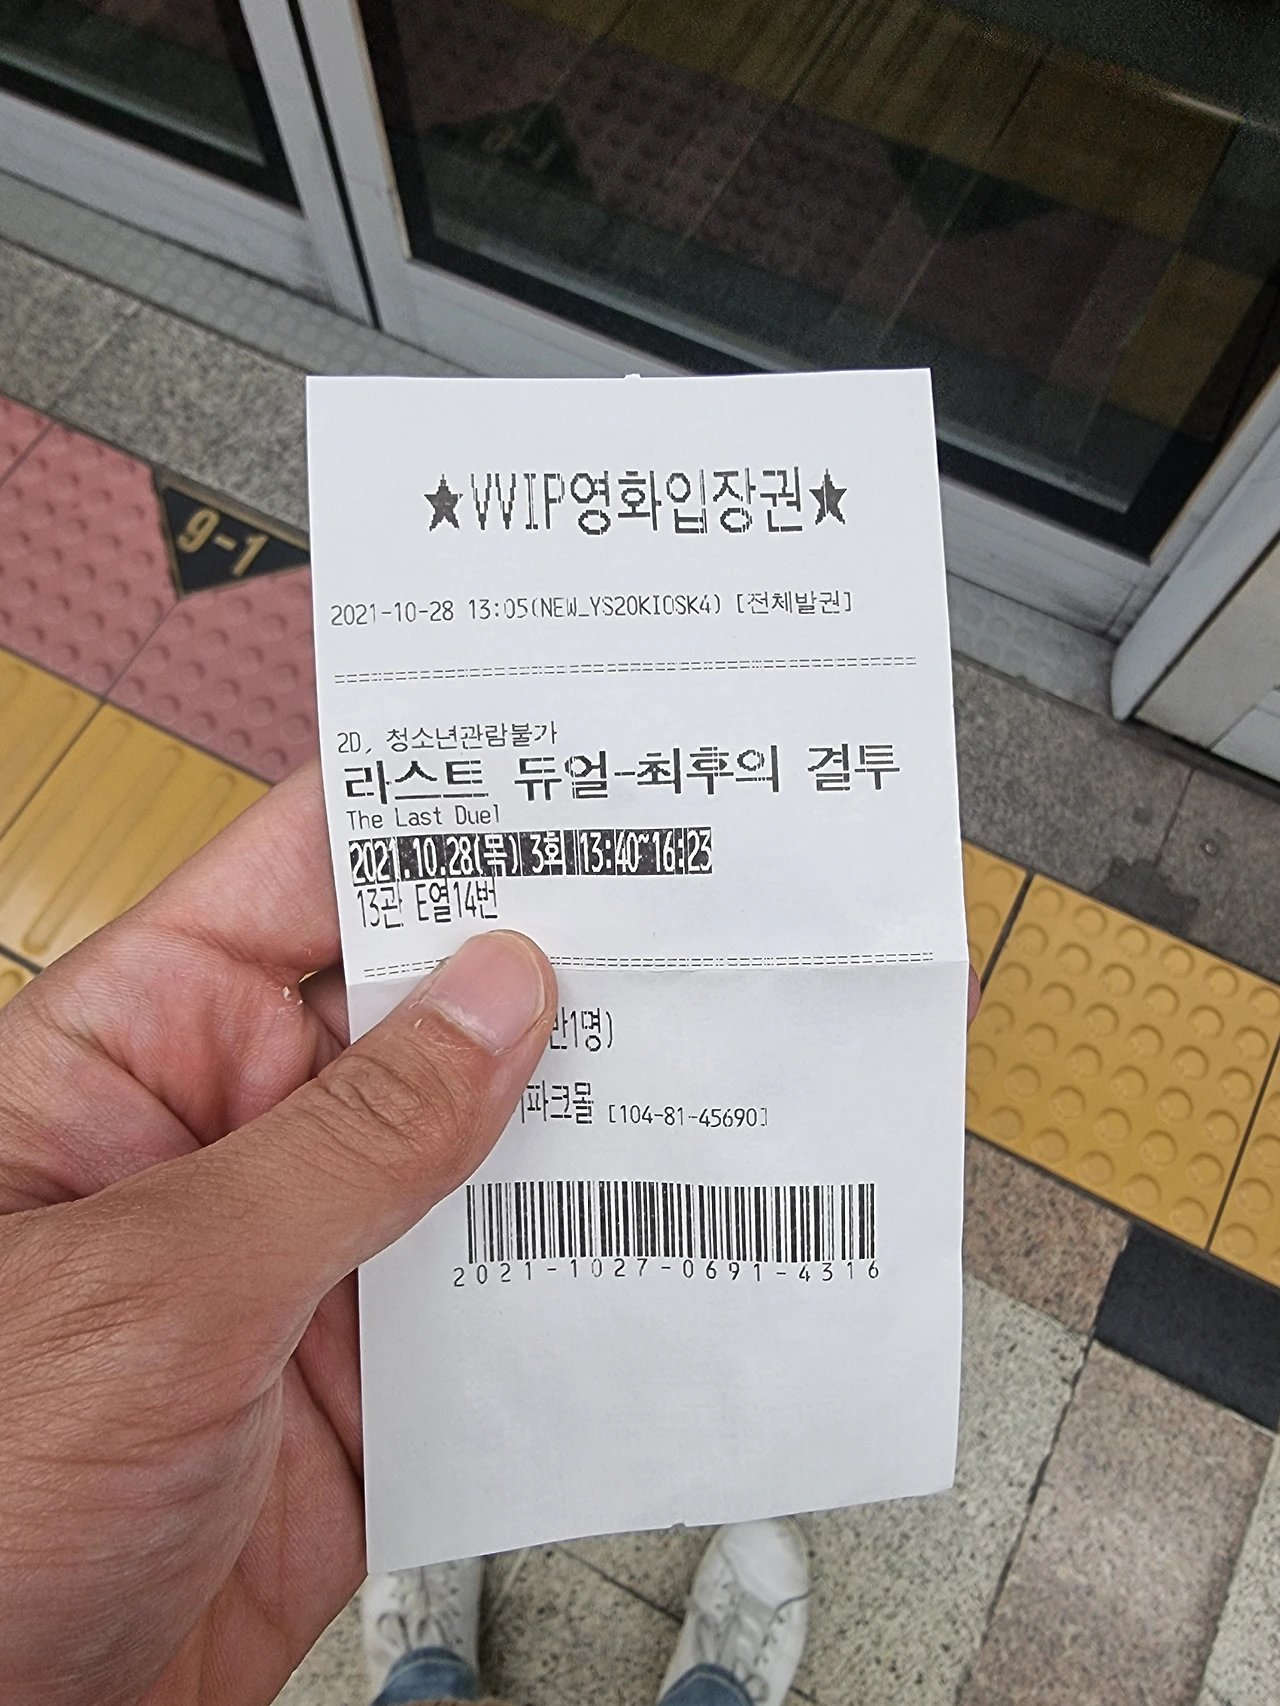 ★VVIP영화입장권★
2021-10-28 13:05(NEW_YS20KIOSK4) [전체발권]
2D, 청소년관람불가
라스트 듀얼-최후의 결투
The Last Duel
2021.10.28(목) 3회 13:40~16:23
13관 E열14번
반1명)
이파크몰 [104-81-45690]
2021-1027-0691-4316
9-1